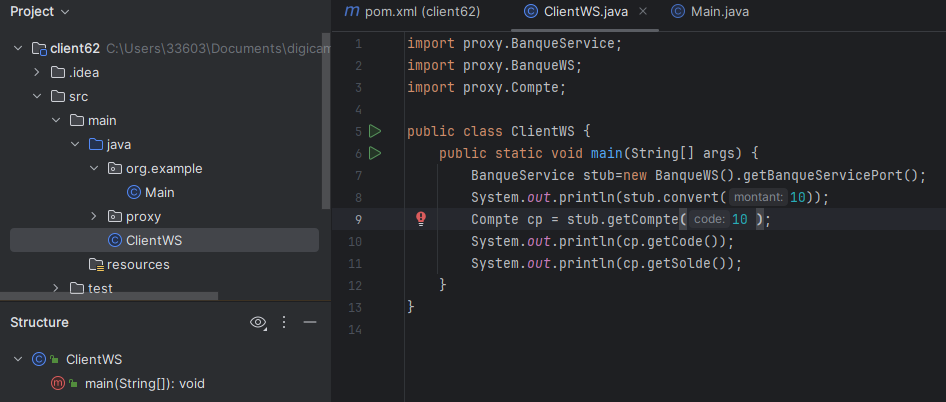 Project
client62 C:\Users\33603\Documents\digicam
.idea
src
main
java
org.example
Main
proxy
ClientWS
resources
test
Structure
ClientWS
main(String[]): void
pom.xml (client62)
ClientWS.java
Main.java
1 import proxy.BanqueService;
2 import proxy.BanqueWS;
3 import proxy.Compte;
4
5 public class ClientWS {
6 public static void main(String[] args) {
7 BanqueService stub=new BanqueWS().getBanqueServicePort();
8 System.out.println(stub.convert( montant: 10));
9 Compte cp = stub.getCompte( code: 10 );
10 System.out.println(cp.getCode());
11 System.out.println(cp.getSolde());
12 }
13 }
14